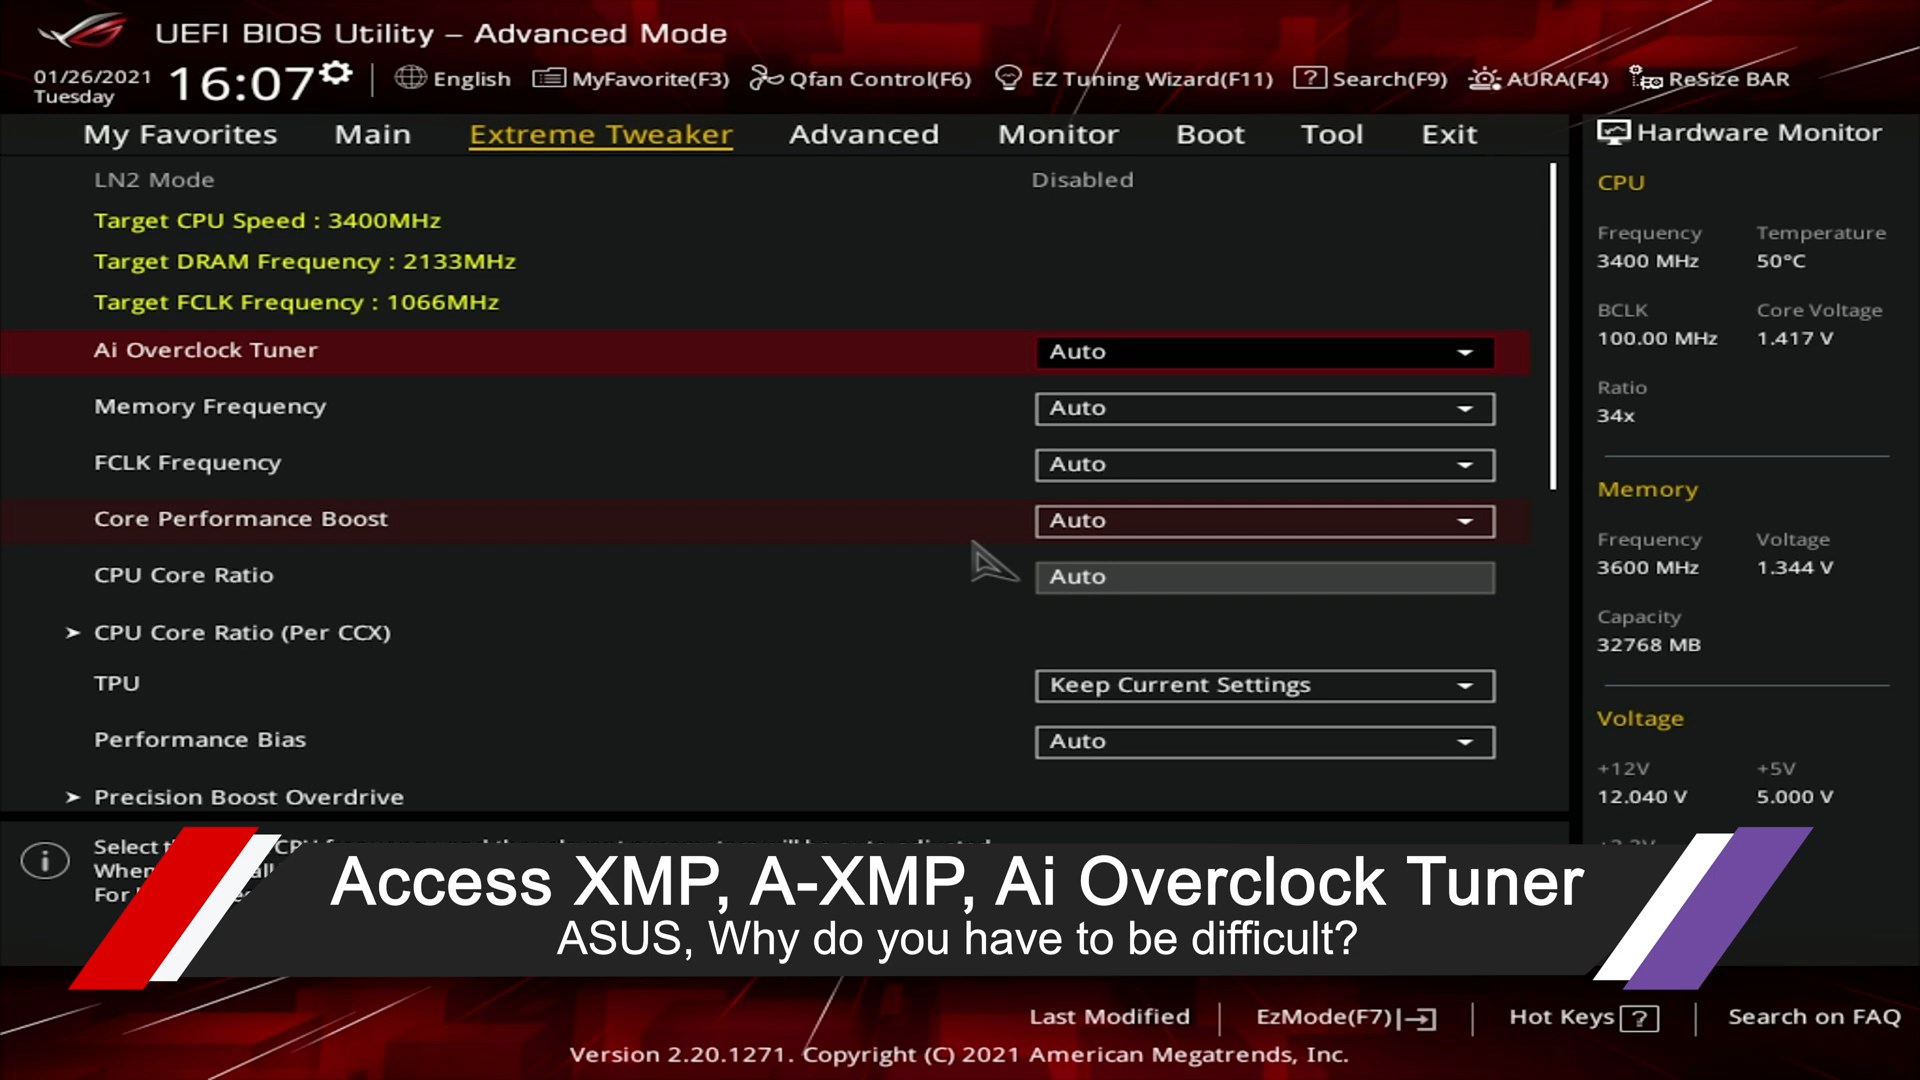 UEFI BIOS Utility – Advanced Mode
01/26/2021
Tuesday
16:07
English
MyFavorite(F3)
Qfan Control(F6)
EZ Tuning Wizard(F11)
Search(F9)
AURA(F4)
ReSize BAR
My Favorites
Main
Extreme Tweaker
Advanced
Monitor
Boot
Tool
Exit
LN2 Mode Disabled
Target CPU Speed : 3400MHz
Target DRAM Frequency : 2133MHz
Target FCLK Frequency : 1066MHz
Ai Overclock Tuner Auto
Memory Frequency Auto
FCLK Frequency Auto
Core Performance Boost Auto
CPU Core Ratio Auto
CPU Core Ratio (Per CCX)
TPU Keep Current Settings
Performance Bias Auto
Precision Boost Overdrive
Hardware Monitor
CPU
Frequency Temperature
3400 MHz 50°C
BCLK Core Voltage
100.00 MHz 1.417 V
Ratio
34x
Memory
Frequency Voltage
3600 MHz 1.344 V
Capacity
32768 MB
Voltage
+12V +5V
12.040 V 5.000 V
Select
When
For
Access XMP, A-XMP, Ai Overclock Tuner
ASUS, Why do you have to be difficult?
Last Modified
EzMode(F7)
Hot Keys ?
Search on FAQ
Version 2.20.1271. Copyright (C) 2021 American Megatrends, Inc.